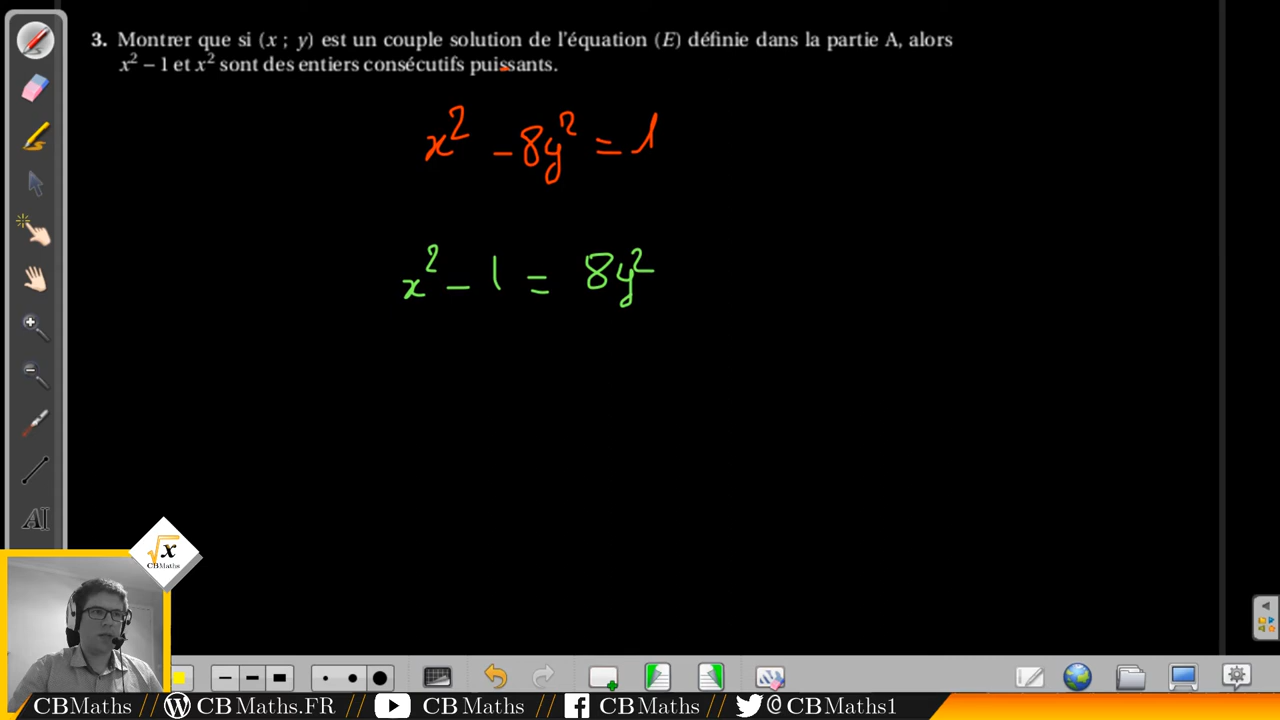 3. Montrer que si (x ; y) est un couple solution de l'équation (E) définie dans la partie A, alors
x² – 1 et x² sont des entiers consécutifs puissants.
x² – 8y² = 1
x² – 1 = 8y²
AI
√x
CBMaths
CBMaths CBMaths.FR CBMaths CBMaths @CBMaths1